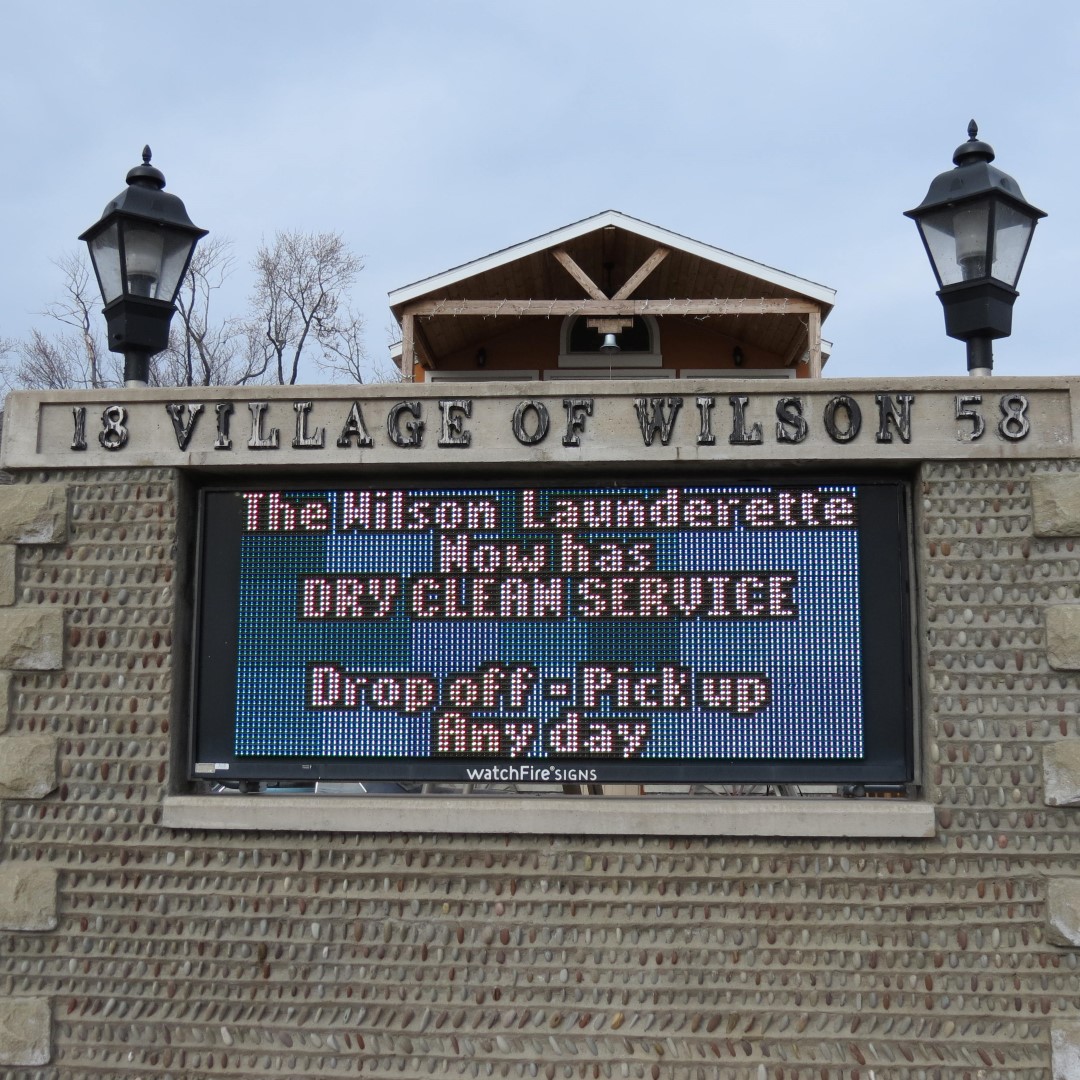 18 VILLAGE OF WILSON 58
The Wilson Launderette
Now has
DRY CLEAN SERVICE
Drop off - Pick up
Any day
watchFire SIGNS